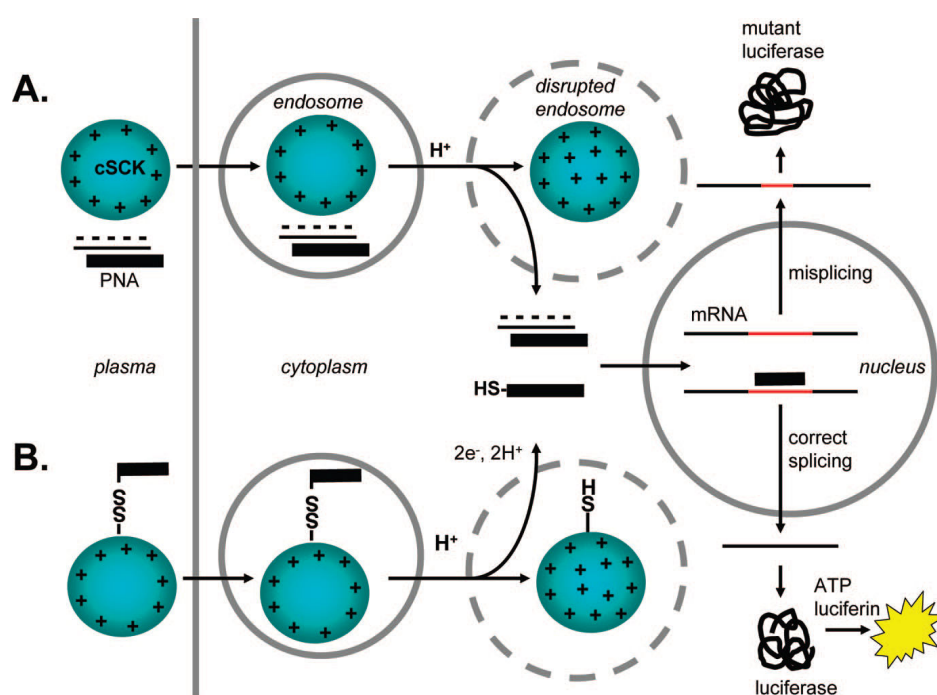 mutant
luciferase
A.
endosome
disrupted
endosome
cSCK
H+
PNA
misplicing
mRNA
plasma
cytoplasm
nucleus
HS-
correct
splicing
B.
2e-, 2H+
S
S
S
S
H
S
H+
ATP
luciferin
luciferase